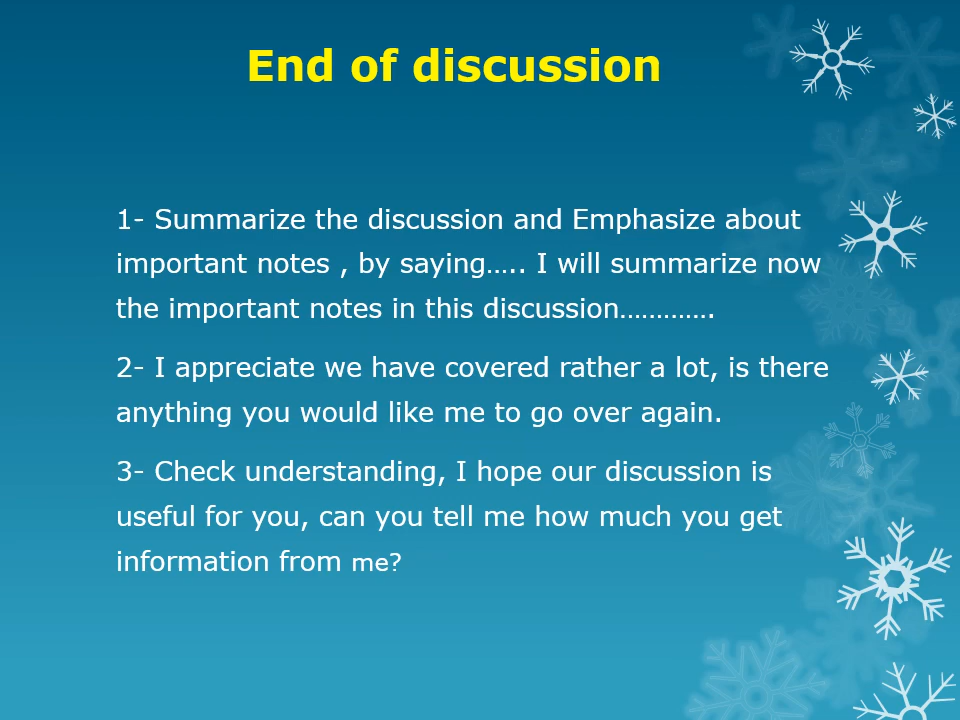 End of discussion
1- Summarize the discussion and Emphasize about
important notes , by saying….. I will summarize now
the important notes in this discussion………….
2- I appreciate we have covered rather a lot, is there
anything you would like me to go over again.
3- Check understanding, I hope our discussion is
useful for you, can you tell me how much you get
information from me?